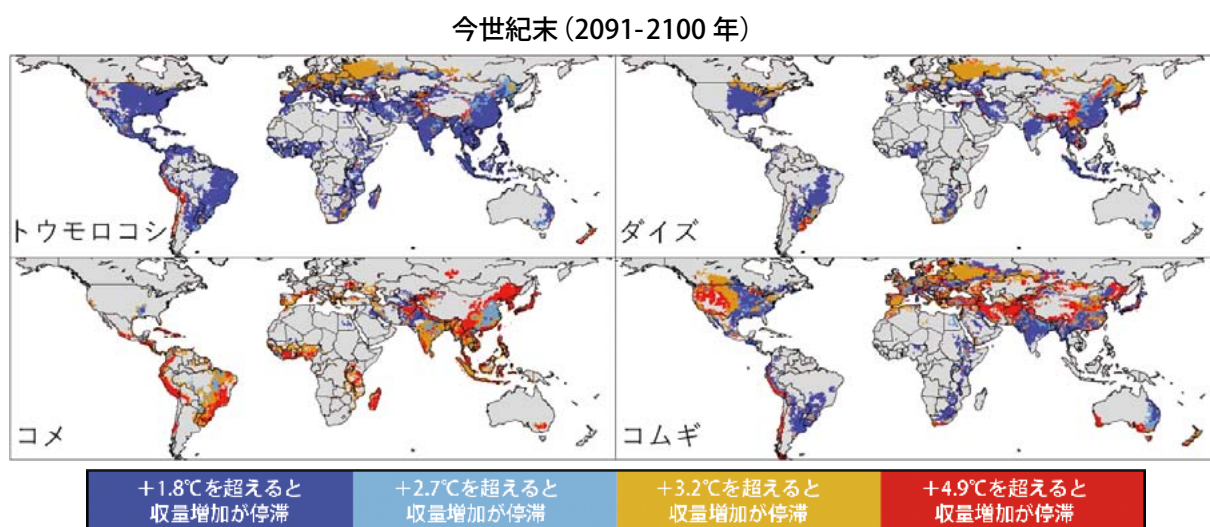 今世紀末（2091-2100 年）
トウモロコシ
ダイズ
コメ
コムギ
＋1.8℃を超えると
収量増加が停滞
＋2.7℃を超えると
収量増加が停滞
＋3.2℃を超えると
収量増加が停滞
＋4.9℃を超えると
収量増加が停滞